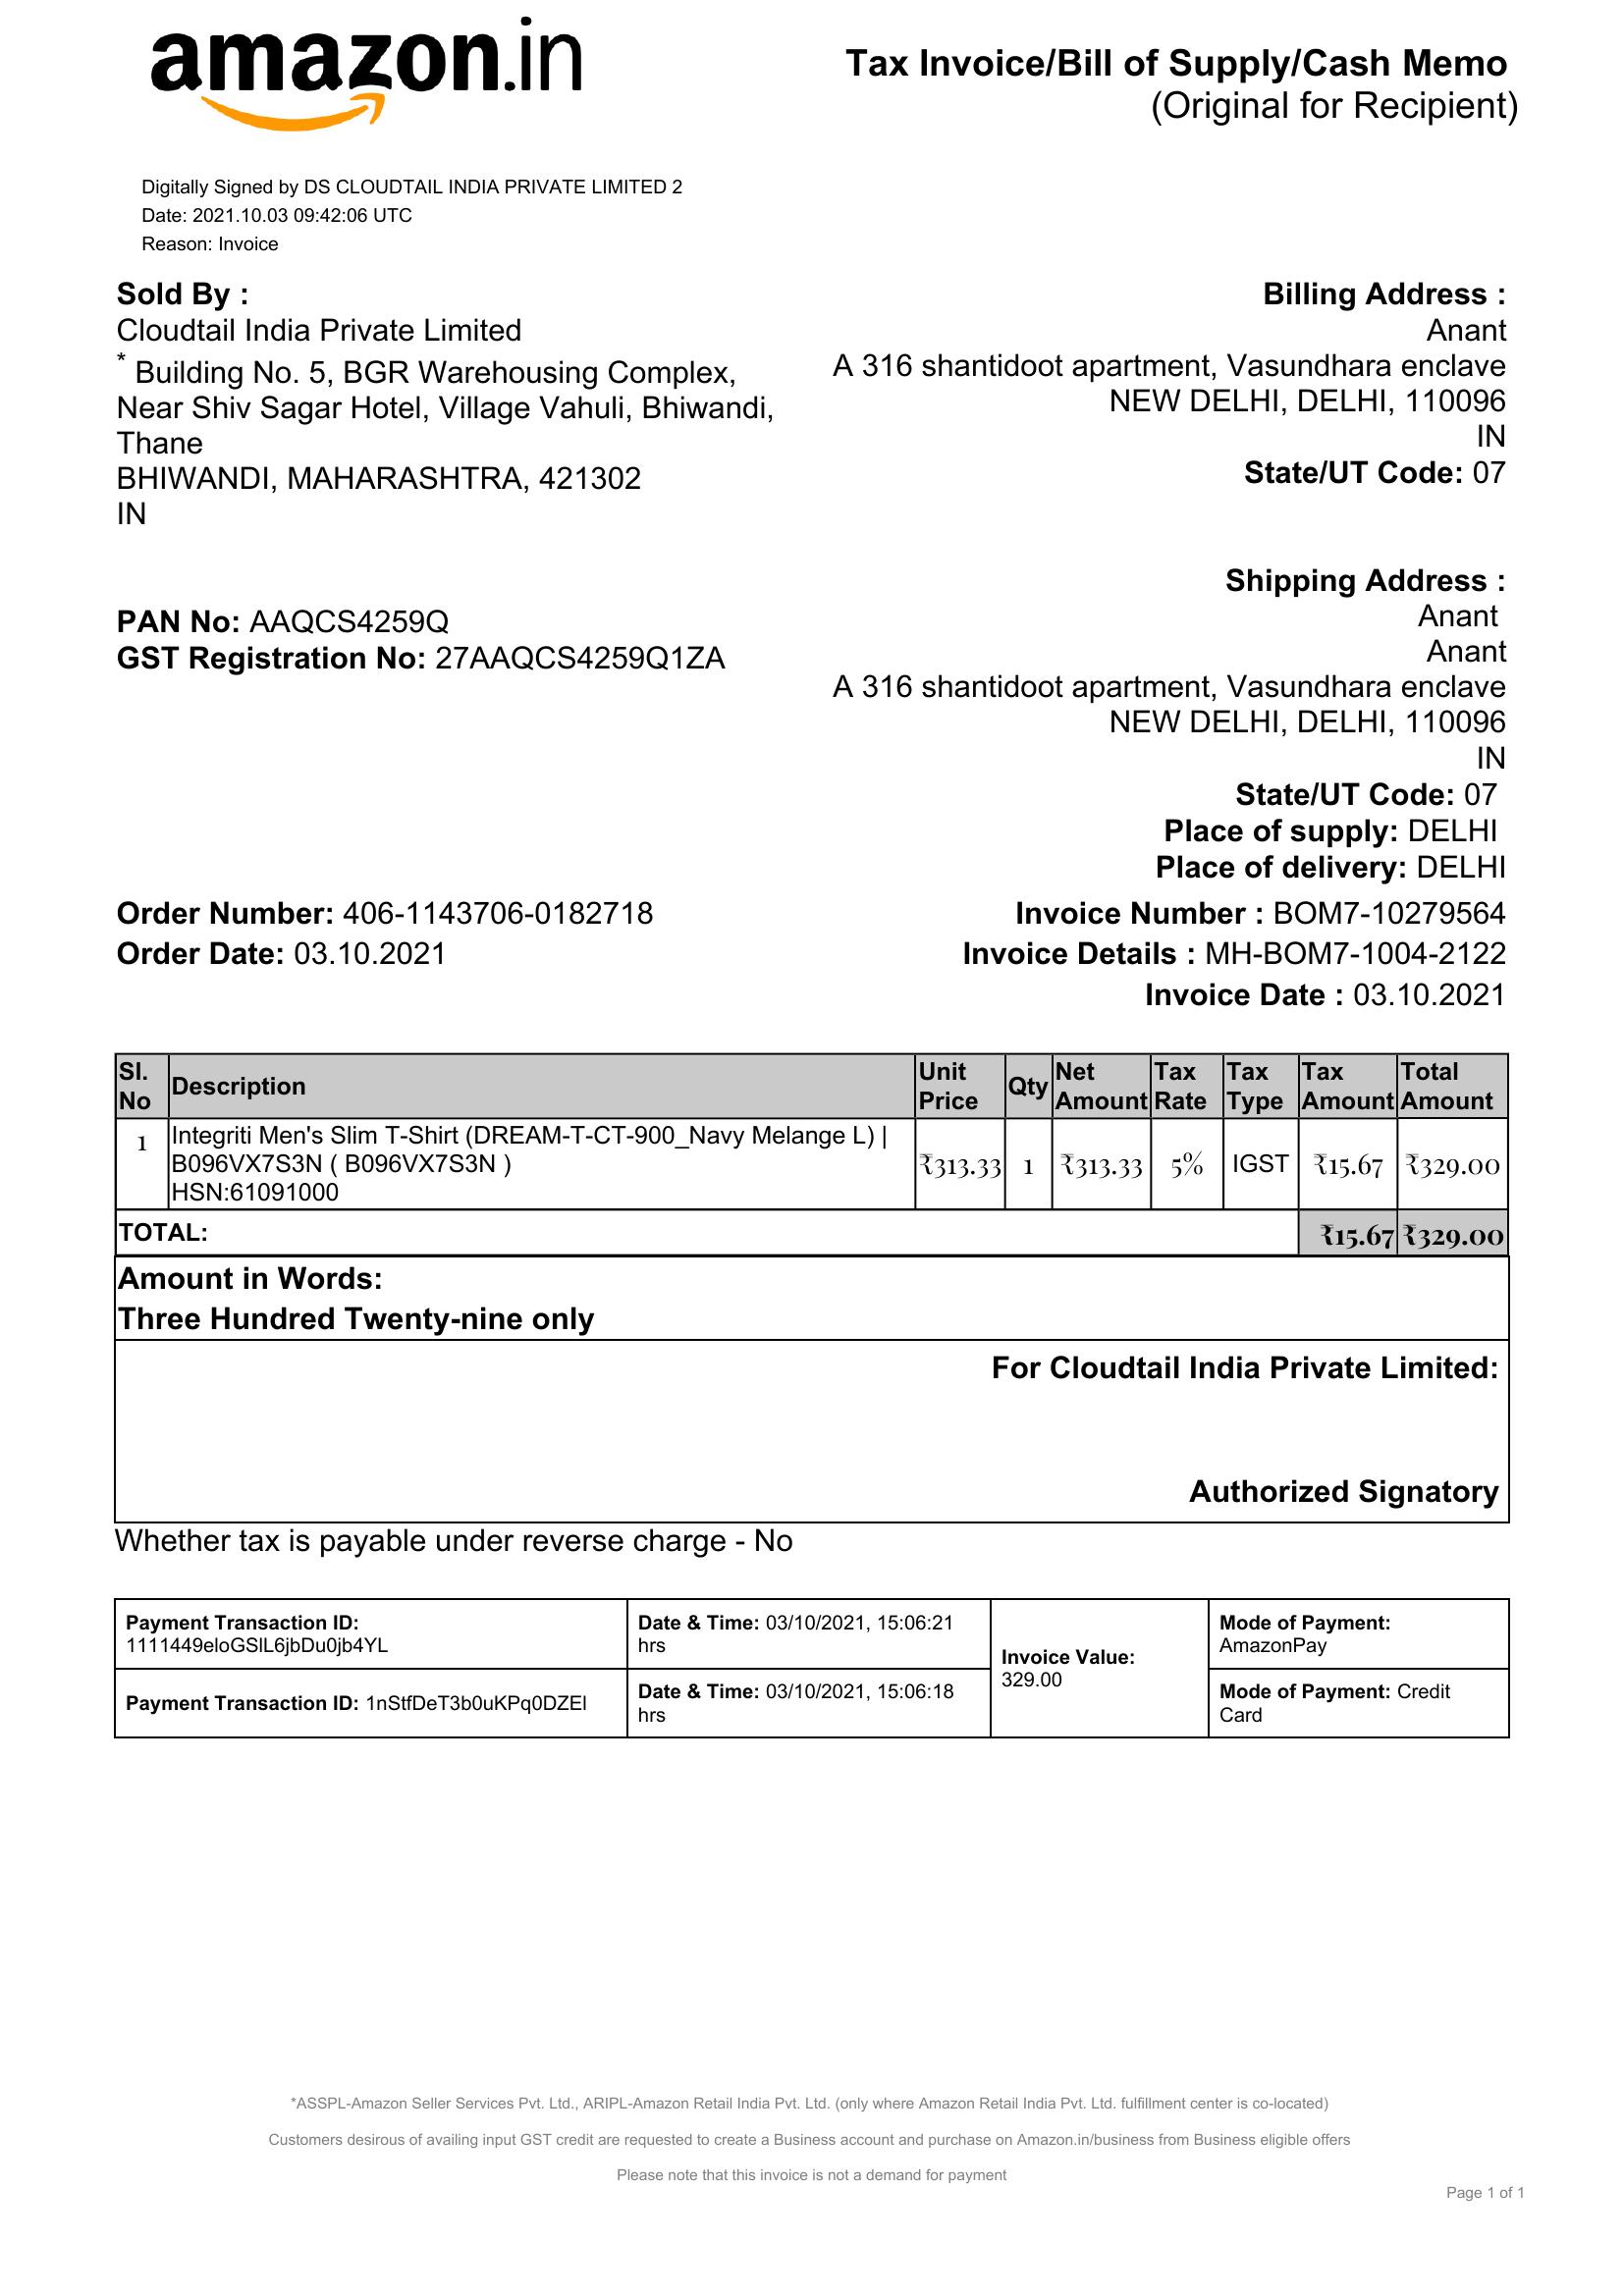 amazon.in
Tax Invoice/Bill of Supply/Cash Memo
(Original for Recipient)
Digitally Signed by DS CLOUDTAIL INDIA PRIVATE LIMITED 2
Date: 2021.10.03 09:42:06 UTC
Reason: Invoice
Sold By :
Cloudtail India Private Limited
* Building No. 5, BGR Warehousing Complex,
Near Shiv Sagar Hotel, Village Vahuli, Bhiwandi,
Thane
BHIWANDI, MAHARASHTRA, 421302
IN
PAN No: AAQCS4259Q
GST Registration No: 27AAQCS4259Q1ZA
Billing Address :
Anant
A 316 shantidoot apartment, Vasundhara enclave
NEW DELHI, DELHI, 110096
IN
State/UT Code: 07
Shipping Address :
Anant
Anant
A 316 shantidoot apartment, Vasundhara enclave
NEW DELHI, DELHI, 110096
IN
State/UT Code: 07
Place of supply: DELHI
Place of delivery: DELHI
Order Number: 406-1143706-0182718
Order Date: 03.10.2021
Invoice Number : BOM7-10279564
Invoice Details : MH-BOM7-1004-2122
Invoice Date : 03.10.2021
Sl. No Description Unit Price Qty Net Amount Tax Rate Tax Type Tax Amount Total Amount
1 Integriti Men's Slim T-Shirt (DREAM-T-CT-900_Navy Melange L) |
B096VX7S3N ( B096VX7S3N )
HSN:61091000
₹313.33 1 ₹313.33 5% IGST ₹15.67 ₹329.00
TOTAL: ₹15.67 ₹329.00
Amount in Words:
Three Hundred Twenty-nine only
For Cloudtail India Private Limited:
Authorized Signatory
Whether tax is payable under reverse charge - No
Payment Transaction ID:
1111449eloGSlL6jbDu0jb4YL
Date & Time: 03/10/2021, 15:06:21
hrs
Invoice Value:
329.00
Mode of Payment:
AmazonPay
Payment Transaction ID: 1nStfDeT3b0uKPq0DZEl
Date & Time: 03/10/2021, 15:06:18
hrs
Mode of Payment: Credit
Card
*ASSPL-Amazon Seller Services Pvt. Ltd., ARIPL-Amazon Retail India Pvt. Ltd. (only where Amazon Retail India Pvt. Ltd. fulfillment center is co-located)
Customers desirous of availing input GST credit are requested to create a Business account and purchase on Amazon.in/business from Business eligible offers
Please note that this invoice is not a demand for payment
Page 1 of 1